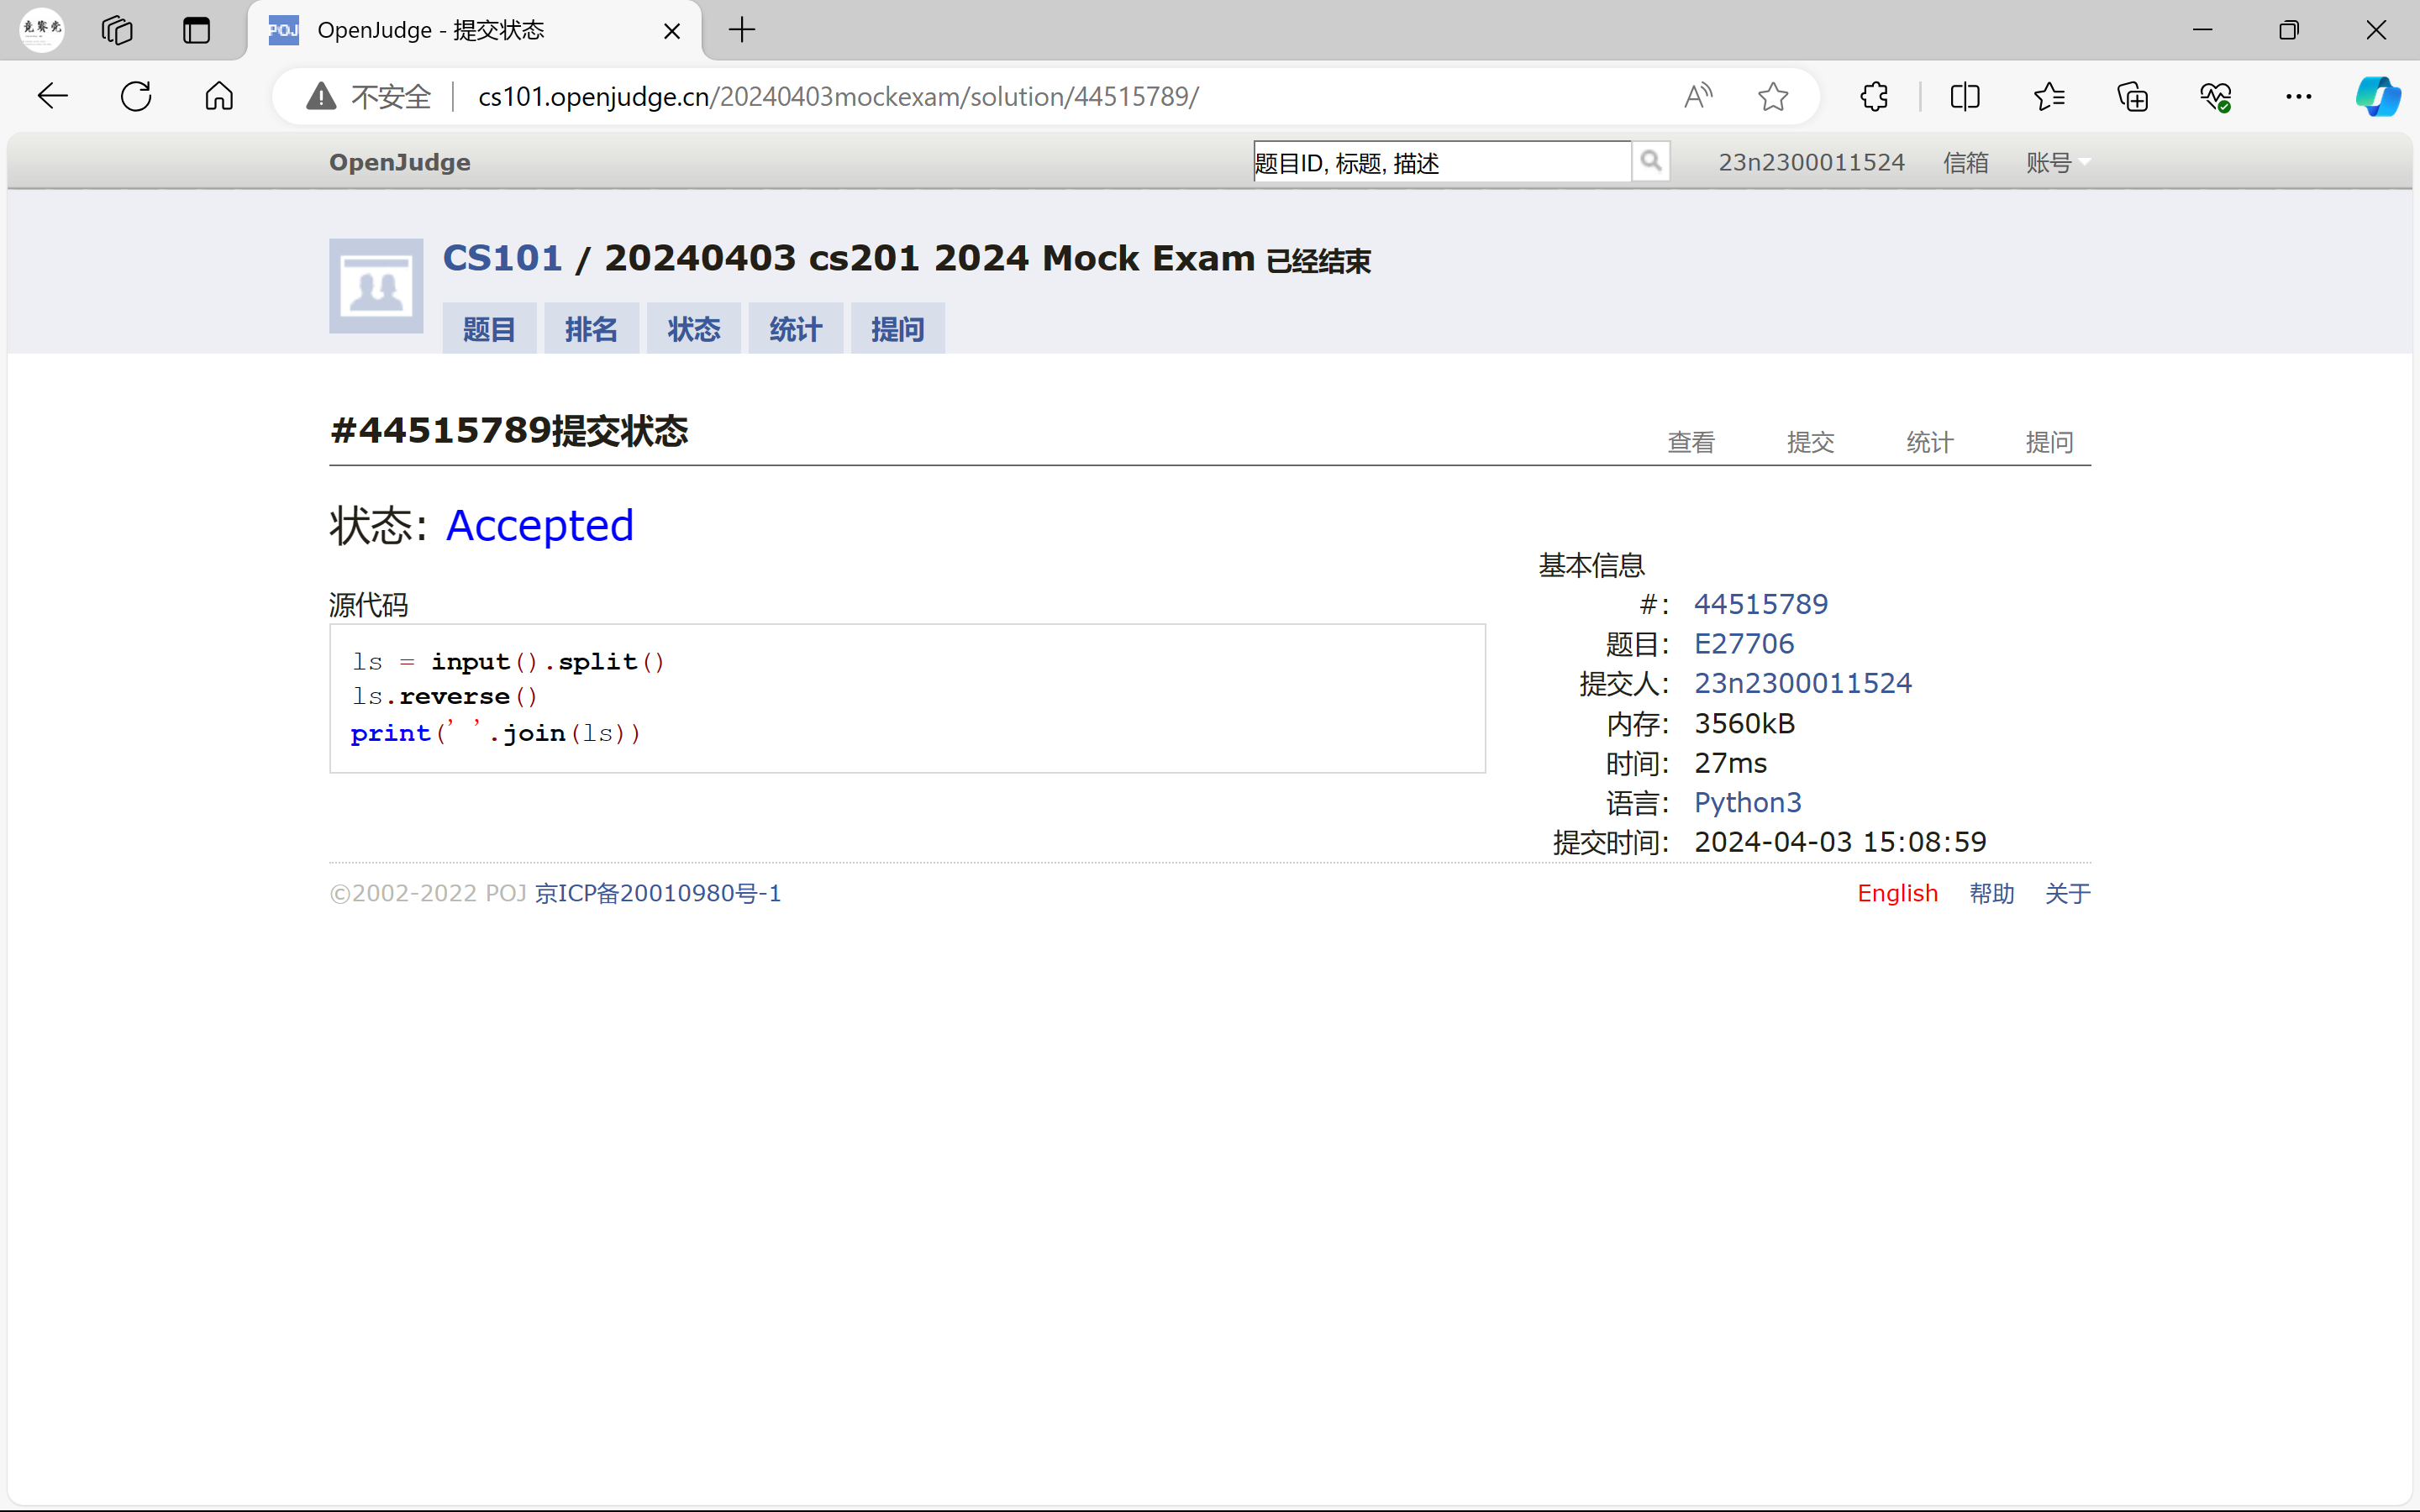 OpenJudge - 提交状态
不安全 cs101.openjudge.cn/20240403mockexam/solution/44515789/
OpenJudge 题目ID, 标题, 描述 23n2300011524 信箱 账号
CS101 / 20240403 cs201 2024 Mock Exam 已经结束
题目 排名 状态 统计 提问
#44515789提交状态 查看 提交 统计 提问
状态: Accepted
源代码
ls = input().split()
ls.reverse()
print(' '.join(ls))
基本信息
#: 44515789
题目: E27706
提交人: 23n2300011524
内存: 3560kB
时间: 27ms
语言: Python3
提交时间: 2024-04-03 15:08:59
©2002-2022 POJ 京ICP备20010980号-1 English 帮助 关于